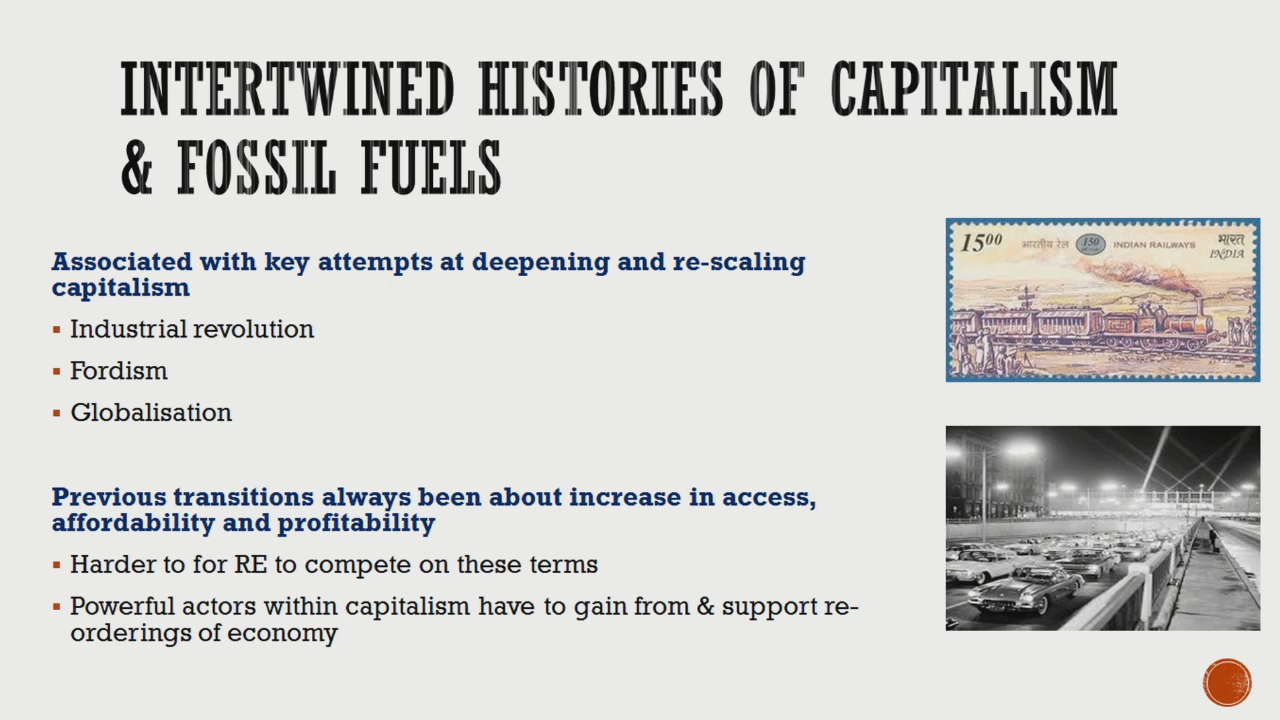 INTERTWINED HISTORIES OF CAPITALISM
& FOSSIL FUELS
Associated with key attempts at deepening and re-scaling
capitalism
Industrial revolution
Fordism
Globalisation
Previous transitions always been about increase in access,
affordability and profitability
Harder to for RE to compete on these terms
Powerful actors within capitalism have to gain from & support re-
orderings of economy
1500 भारतीय रेल 150 INDIAN RAILWAYS भारत
INDIA